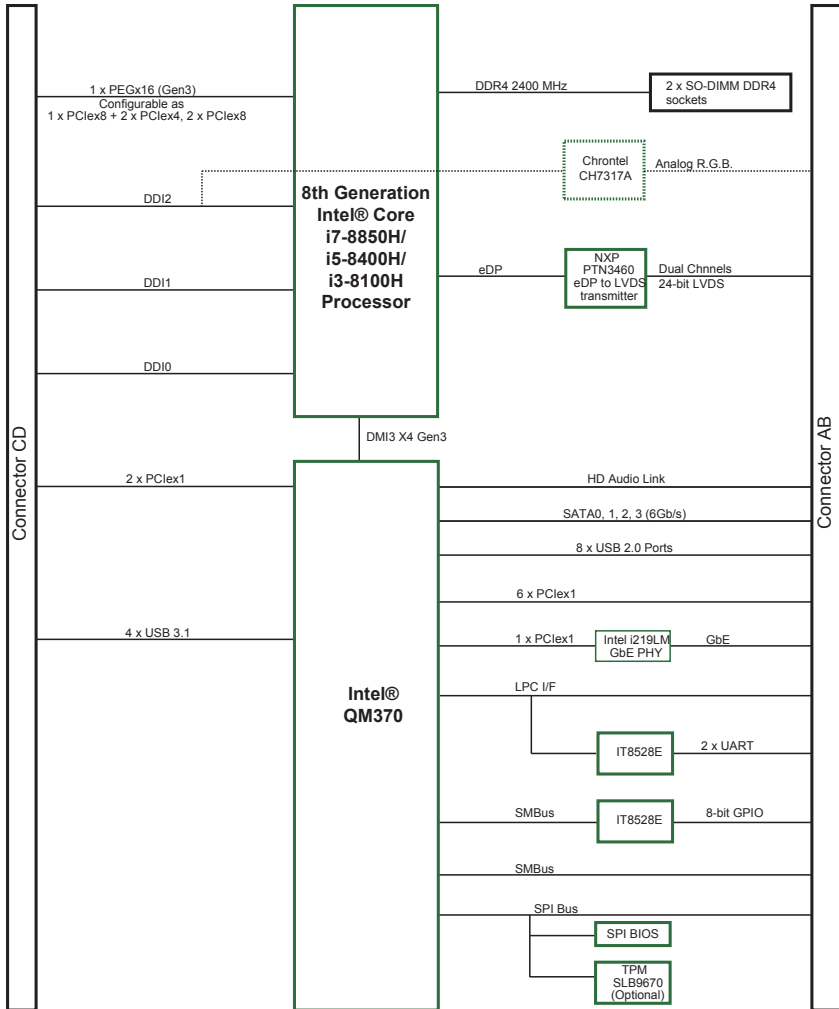 Connector CD
1 x PEGx16 (Gen3)
Configurable as
1 x PCIex8 + 2 x PCIex4, 2 x PCIex8
DDI2
DDI1
DDI0
2 x PCIex1
4 x USB 3.1
8th Generation
Intel® Core
i7-8850H/
i5-8400H/
i3-8100H
Processor
DMI3 X4 Gen3
Intel®
QM370
DDR4 2400 MHz
2 x SO-DIMM DDR4
sockets
Chrontel
CH7317A
Analog R.G.B.
eDP
NXP
PTN3460
eDP to LVDS
transmitter
Dual Chnnels
24-bit LVDS
HD Audio Link
SATA0, 1, 2, 3 (6Gb/s)
8 x USB 2.0 Ports
6 x PCIex1
1 x PCIex1
Intel i219LM
GbE PHY
GbE
LPC I/F
IT8528E
2 x UART
SMBus
IT8528E
8-bit GPIO
SMBus
SPI Bus
SPI BIOS
TPM
SLB9670
(Optional)
Connector AB